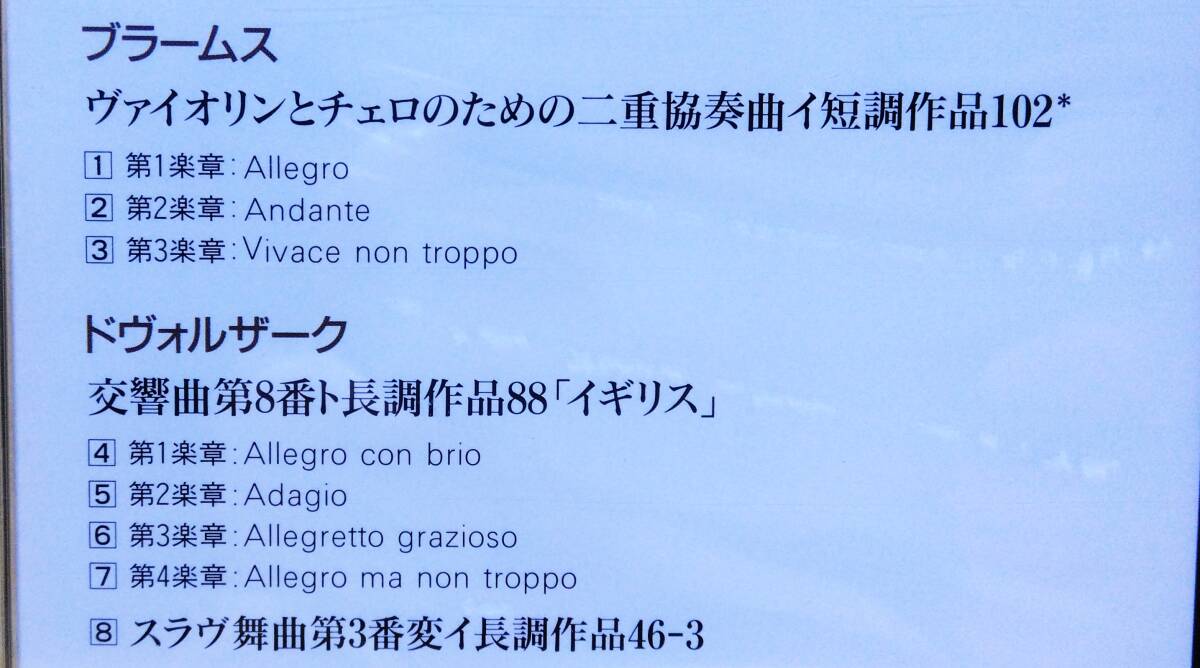 ブラームス
ヴァイオリンとチェロのための二重協奏曲イ短調作品102*
1 第1楽章:Allegro
2 第2楽章:Andante
3 第3楽章:Vivace non troppo
ドヴォルザーク
交響曲第8番ト長調作品88「イギリス」
4 第1楽章:Allegro con brio
5 第2楽章:Adagio
6 第3楽章:Allegretto grazioso
7 第4楽章:Allegro ma non troppo
8 スラヴ舞曲第3番変イ長調作品46-3